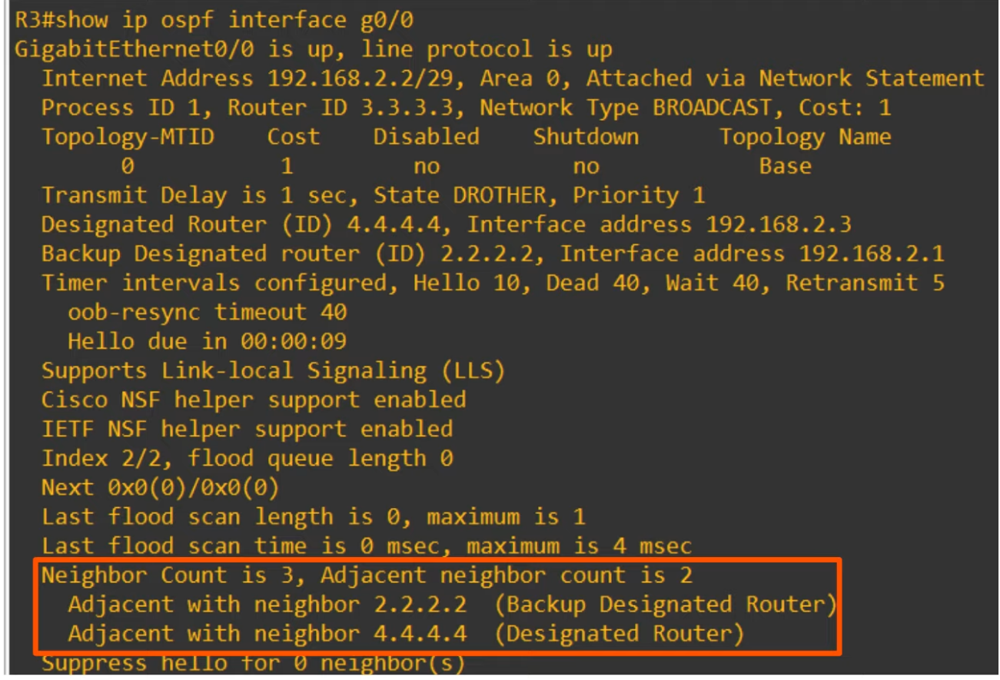 R3#show ip ospf interface g0/0
GigabitEthernet0/0 is up, line protocol is up
Internet Address 192.168.2.2/29, Area 0, Attached via Network Statement
Process ID 1, Router ID 3.3.3.3, Network Type BROADCAST, Cost: 1
Topology-MTID Cost Disabled Shutdown Topology Name
0 1 no no Base
Transmit Delay is 1 sec, State DROTHER, Priority 1
Designated Router (ID) 4.4.4.4, Interface address 192.168.2.3
Backup Designated router (ID) 2.2.2.2, Interface address 192.168.2.1
Timer intervals configured, Hello 10, Dead 40, Wait 40, Retransmit 5
oob-resync timeout 40
Hello due in 00:00:09
Supports Link-local Signaling (LLS)
Cisco NSF helper support enabled
IETF NSF helper support enabled
Index 2/2, flood queue length 0
Next 0x0(0)/0x0(0)
Last flood scan length is 0, maximum is 1
Last flood scan time is 0 msec, maximum is 4 msec
Neighbor Count is 3, Adjacent neighbor count is 2
Adjacent with neighbor 2.2.2.2 (Backup Designated Router)
Adjacent with neighbor 4.4.4.4 (Designated Router)
Suppress hello for 0 neighbor(s)